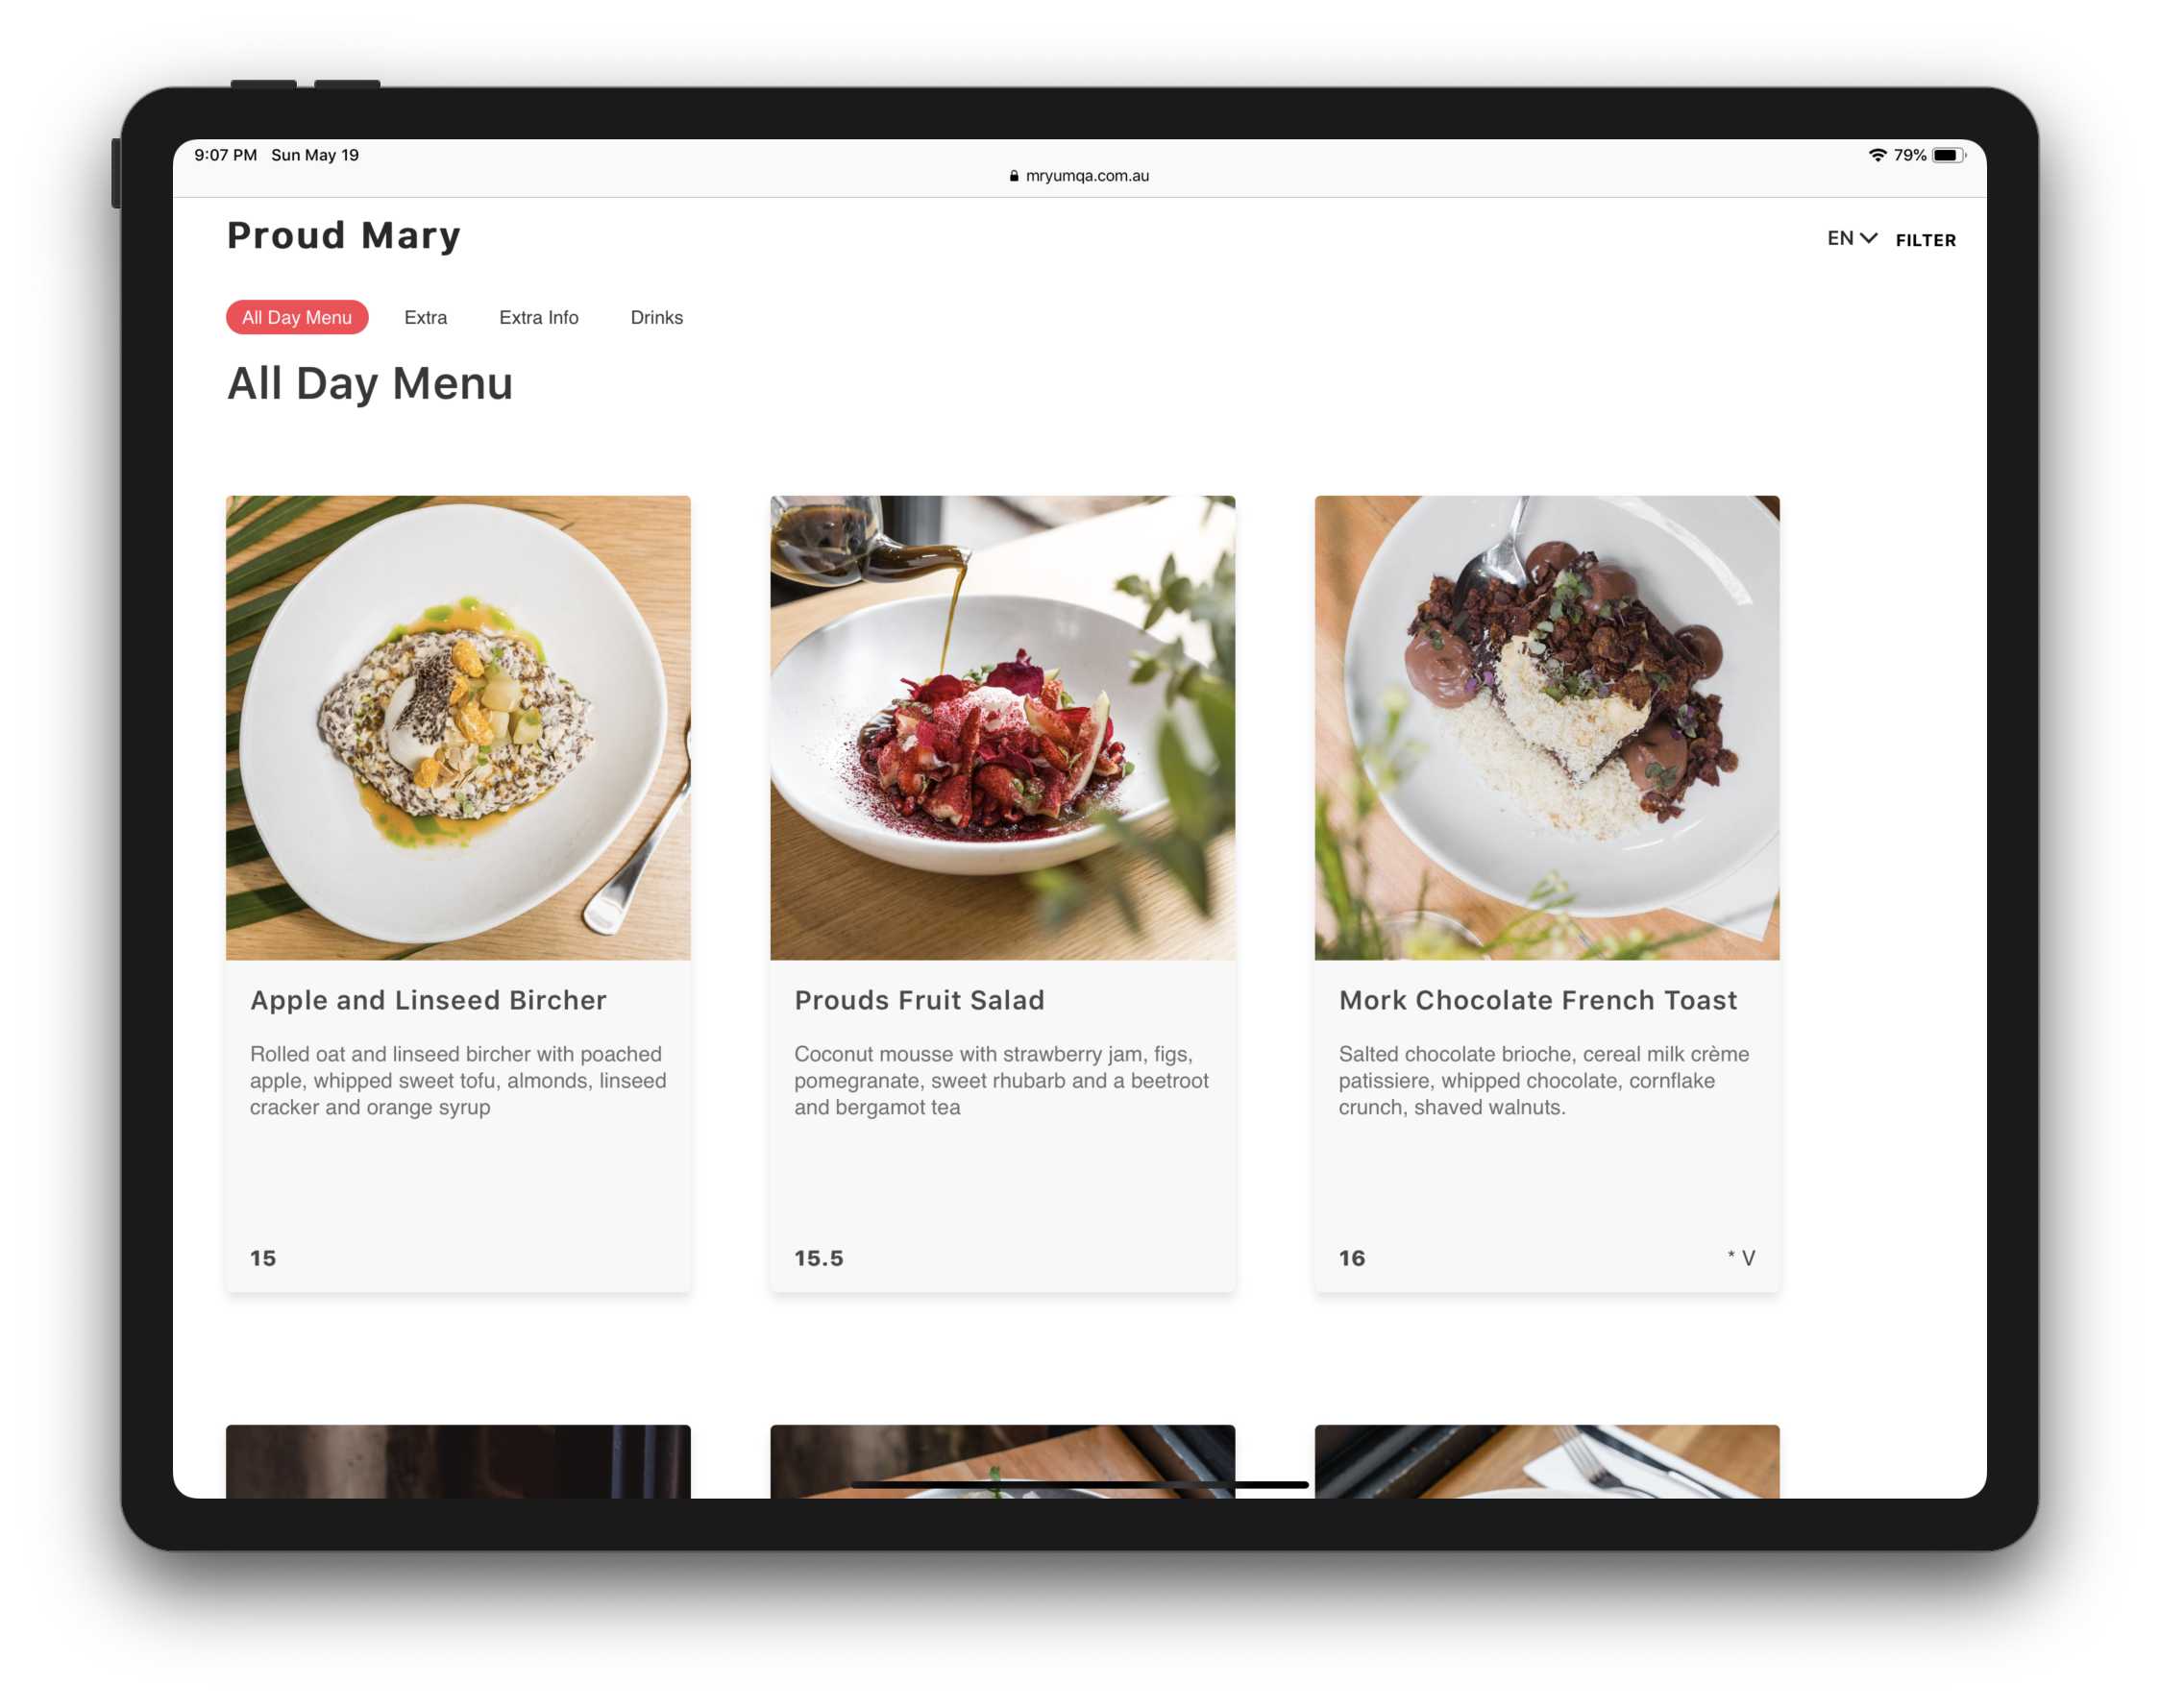 9:07 PM Sun May 19
79%
mryumqa.com.au
Proud Mary
EN
FILTER
All Day Menu
Extra
Extra Info
Drinks
All Day Menu
Apple and Linseed Bircher
Rolled oat and linseed bircher with poached
apple, whipped sweet tofu, almonds, linseed
cracker and orange syrup
15
Prouds Fruit Salad
Coconut mousse with strawberry jam, figs,
pomegranate, sweet rhubarb and a beetroot
and bergamot tea
15.5
Mork Chocolate French Toast
Salted chocolate brioche, cereal milk crème
patissiere, whipped chocolate, cornflake
crunch, shaved walnuts.
16
* V